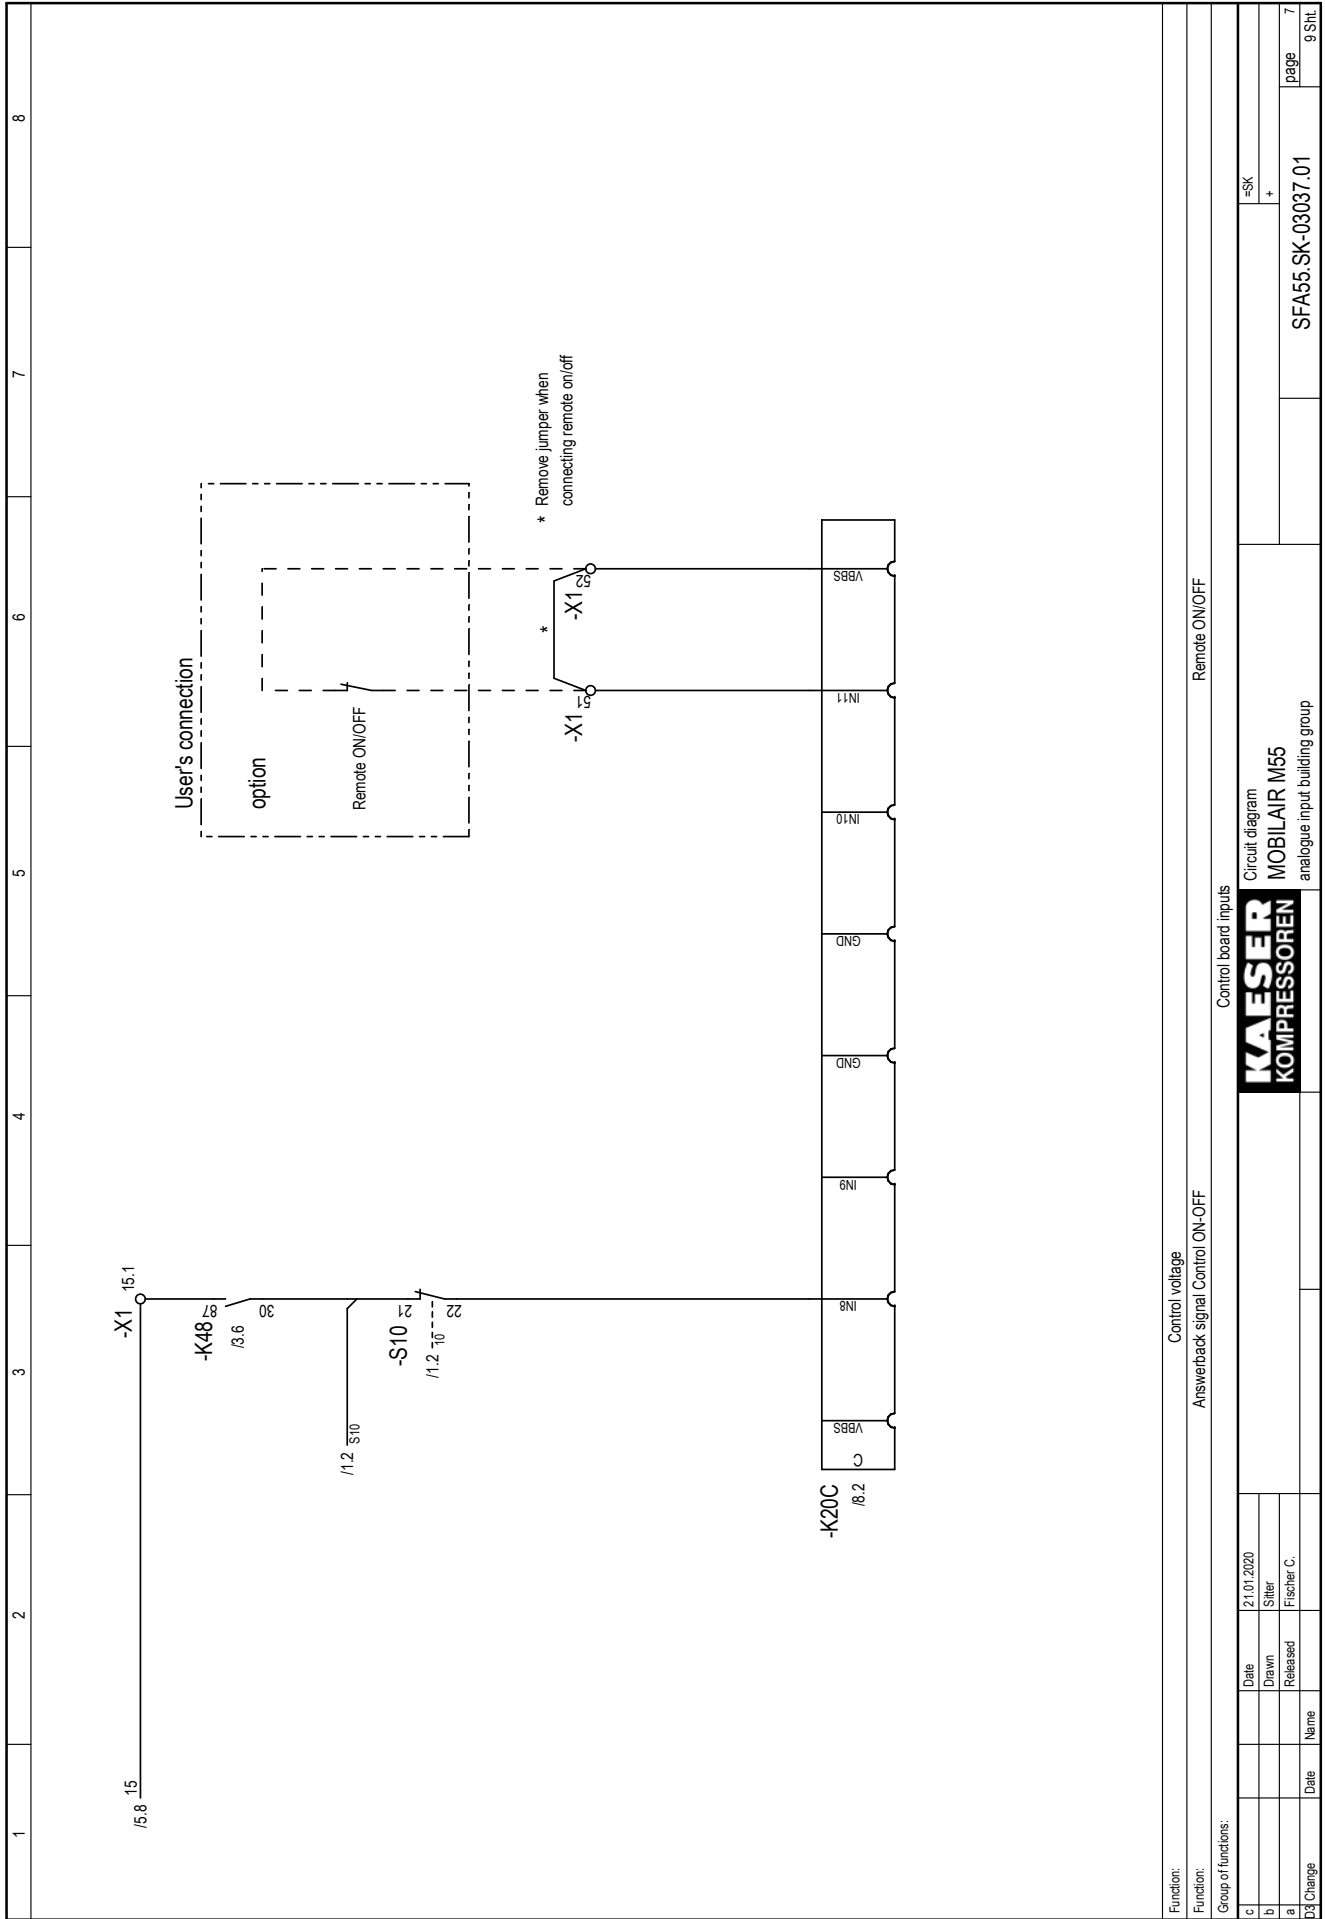 1 2 3 4 5 6 7 8
/5.8 15
-X1 15.1
-K48
/3.6
87
30
/1.2 S10
-S10
21
22
/1.2 10
User's connection
option
Remote ON/OFF
*
-X1 51
-X1 52
* Remove jumper when
connecting remote on/off
-K20C
/8.2
C
VBBS IN8 IN9 GND GND IN10 IN11 VBBS
Function: Control voltage
Function: Answerback signal Control ON-OFF Remote ON/OFF
Group of functions: Control board inputs
c Date 21.01.2020
b Drawn Sitter
a Released Fischer C.
D3 Change Date Name
KAESER
KOMPRESSOREN
Circuit diagram
MOBILAIR M55
analogue input building group
=SK
+
SFA55.SK-03037.01
page 7
9 Sht.